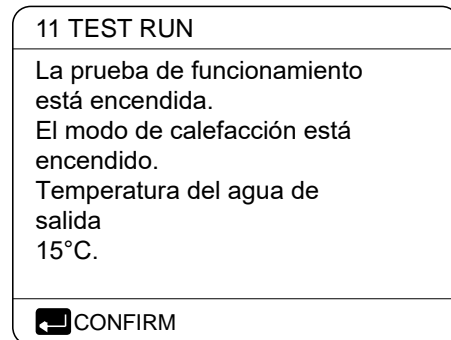 11 TEST RUN
La prueba de funcionamiento
está encendida.
El modo de calefacción está
encendido.
Temperatura del agua de
salida
15°C.
CONFIRM